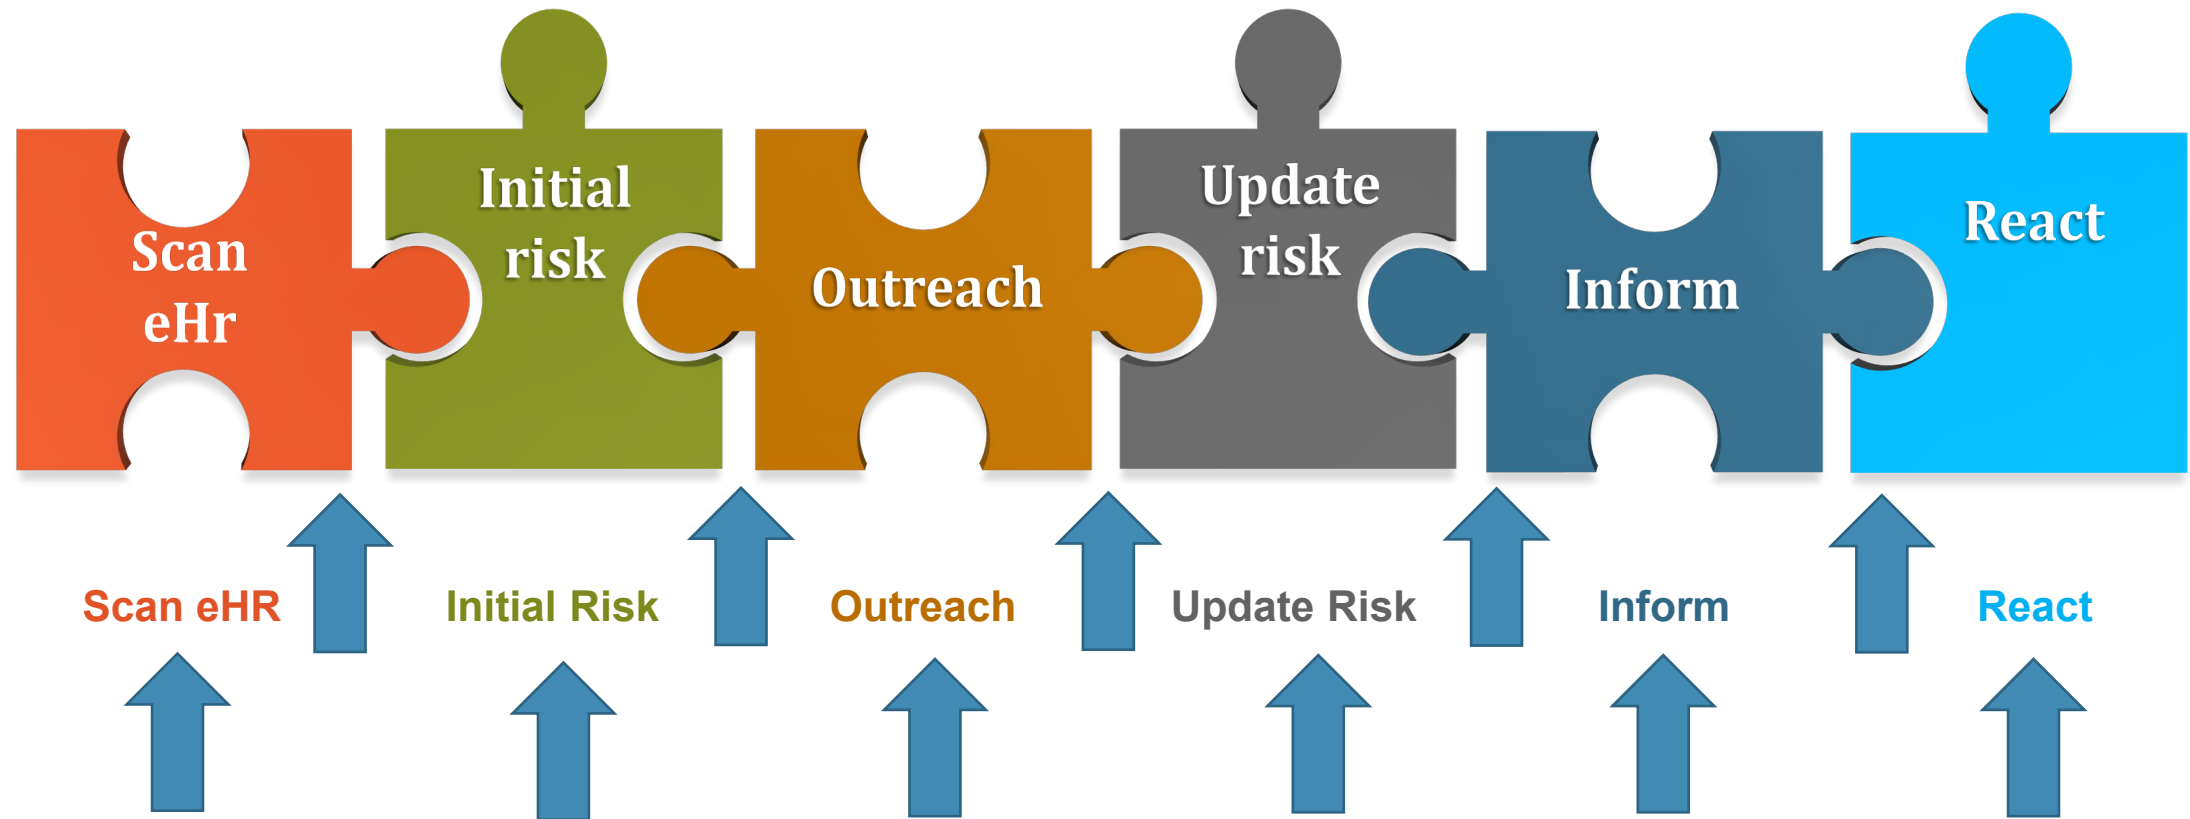 Scan
eHr
Initial
risk
Outreach
Update
risk
Inform
React
Scan eHR
Initial Risk
Outreach
Update Risk
Inform
React